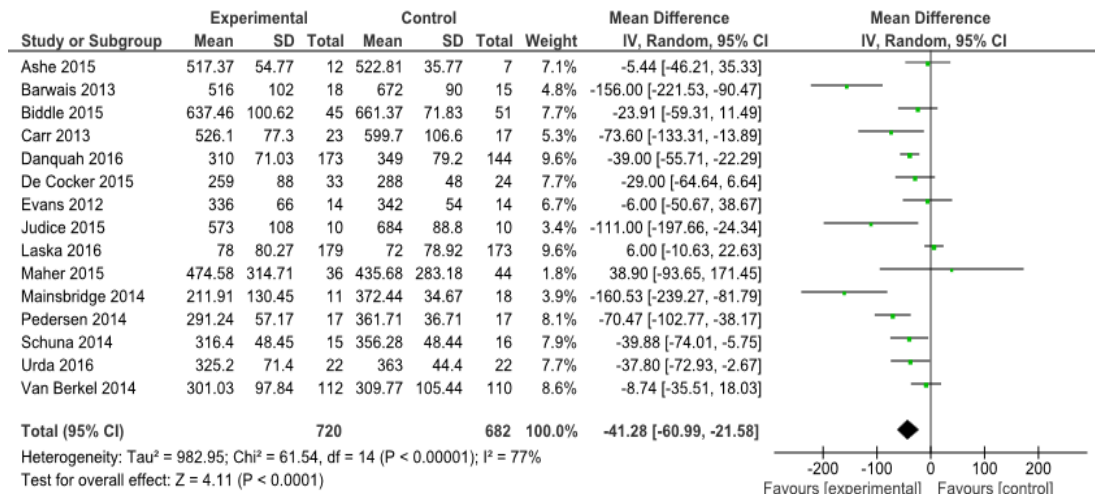 Experimental Control Mean Difference Mean Difference
Study or Subgroup Mean SD Total Mean SD Total Weight IV, Random, 95% CI IV, Random, 95% CI
Ashe 2015 517.37 54.77 12 522.81 35.77 7 7.1% -5.44 [-46.21, 35.33]
Barwais 2013 516 102 18 672 90 15 4.8% -156.00 [-221.53, -90.47]
Biddle 2015 637.46 100.62 45 661.37 71.83 51 7.7% -23.91 [-59.31, 11.49]
Carr 2013 526.1 77.3 23 599.7 106.6 17 5.3% -73.60 [-133.31, -13.89]
Danquah 2016 310 71.03 173 349 79.2 144 9.6% -39.00 [-55.71, -22.29]
De Cocker 2015 259 88 33 288 48 24 7.7% -29.00 [-64.64, 6.64]
Evans 2012 336 66 14 342 54 14 6.7% -6.00 [-50.67, 38.67]
Judice 2015 573 108 10 684 88.8 10 3.4% -111.00 [-197.66, -24.34]
Laska 2016 78 80.27 179 72 78.92 173 9.6% 6.00 [-10.63, 22.63]
Maher 2015 474.58 314.71 36 435.68 283.18 44 1.8% 38.90 [-93.65, 171.45]
Mainsbridge 2014 211.91 130.45 11 372.44 34.67 18 3.9% -160.53 [-239.27, -81.79]
Pedersen 2014 291.24 57.17 17 361.71 36.71 17 8.1% -70.47 [-102.77, -38.17]
Schuna 2014 316.4 48.45 15 356.28 48.44 16 7.9% -39.88 [-74.01, -5.75]
Urda 2016 325.2 71.4 22 363 44.4 22 7.8% -37.80 [-72.93, -2.67]
Van Berkel 2014 301.03 97.84 112 309.77 105.44 110 8.6% -8.74 [-35.51, 18.03]
Total (95% CI) 720 682 100.0% -41.28 [-60.99, -21.58]
Heterogeneity: Tau² = 982.95; Chi² = 61.54, df = 14 (P < 0.00001); I² = 77%
Test for overall effect: Z = 4.11 (P < 0.0001)
-200 -100 0 100 200
Favours [experimental] Favours [control]